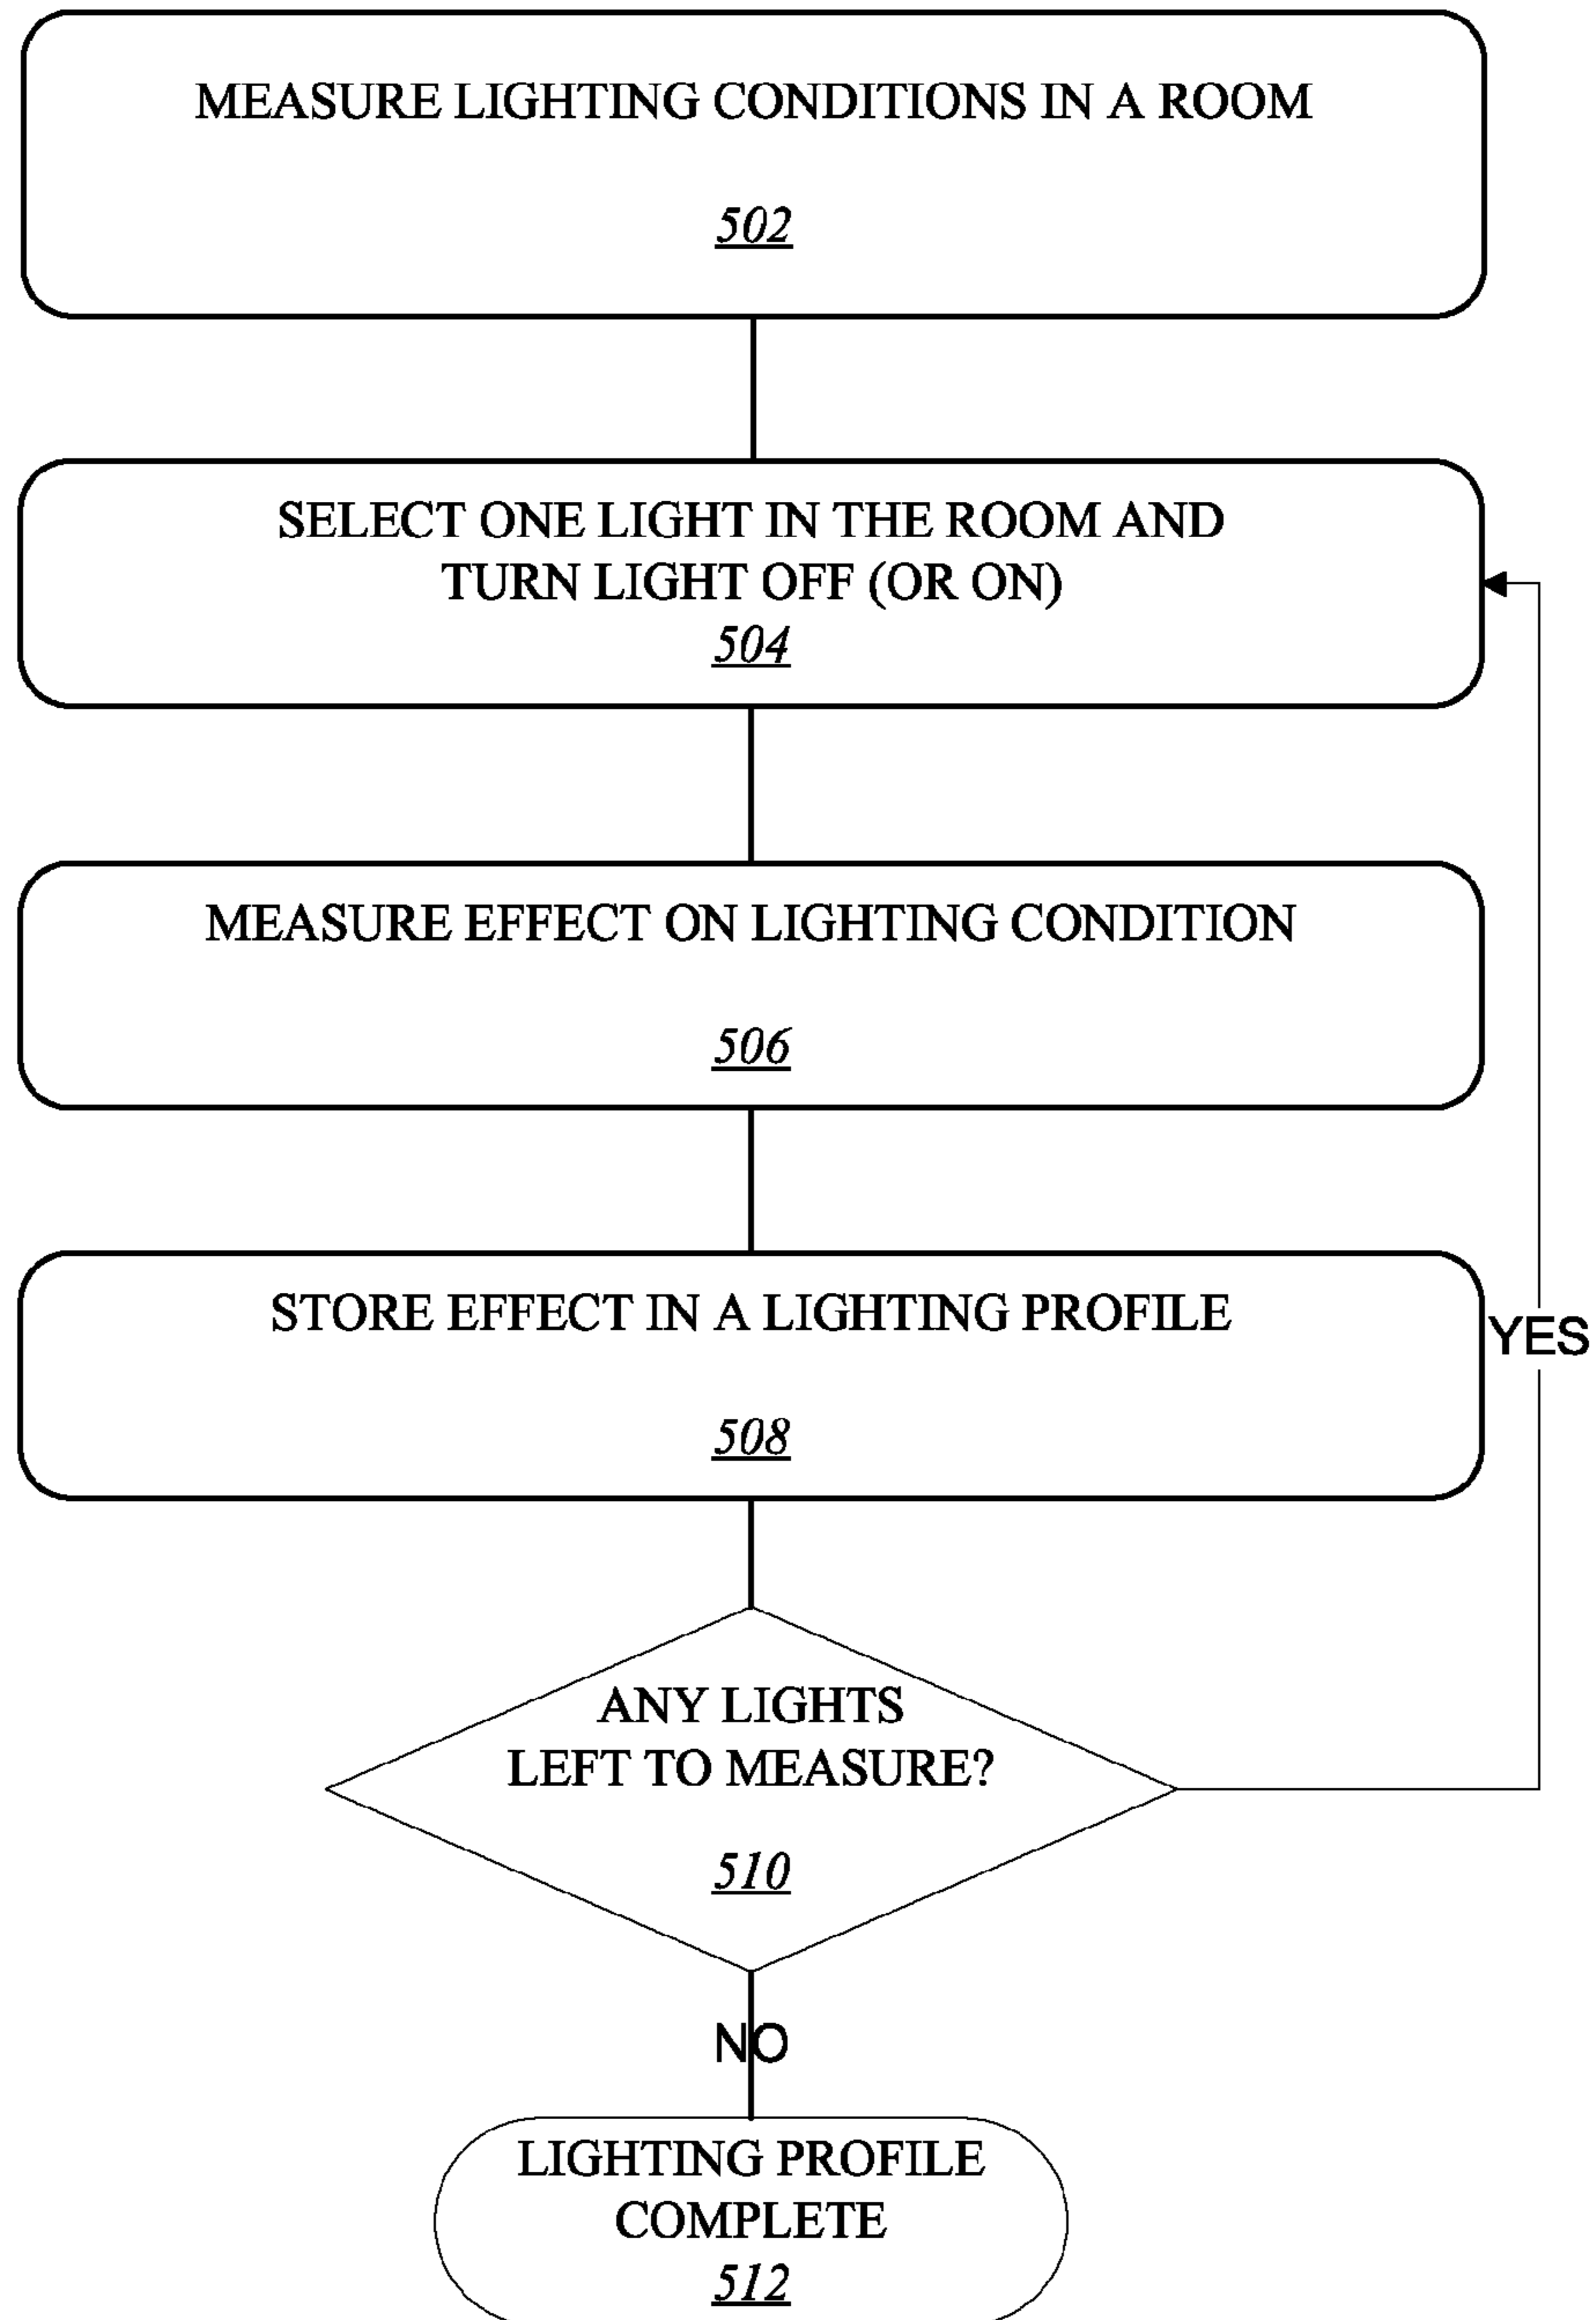 MEASURE LIGHTING CONDITIONS IN A ROOM
502
SELECT ONE LIGHT IN THE ROOM AND
TURN LIGHT OFF (OR ON)
504
MEASURE EFFECT ON LIGHTING CONDITION
506
STORE EFFECT IN A LIGHTING PROFILE
508
YES
ANY LIGHTS
LEFT TO MEASURE?
510
NO
LIGHTING PROFILE
COMPLETE
512